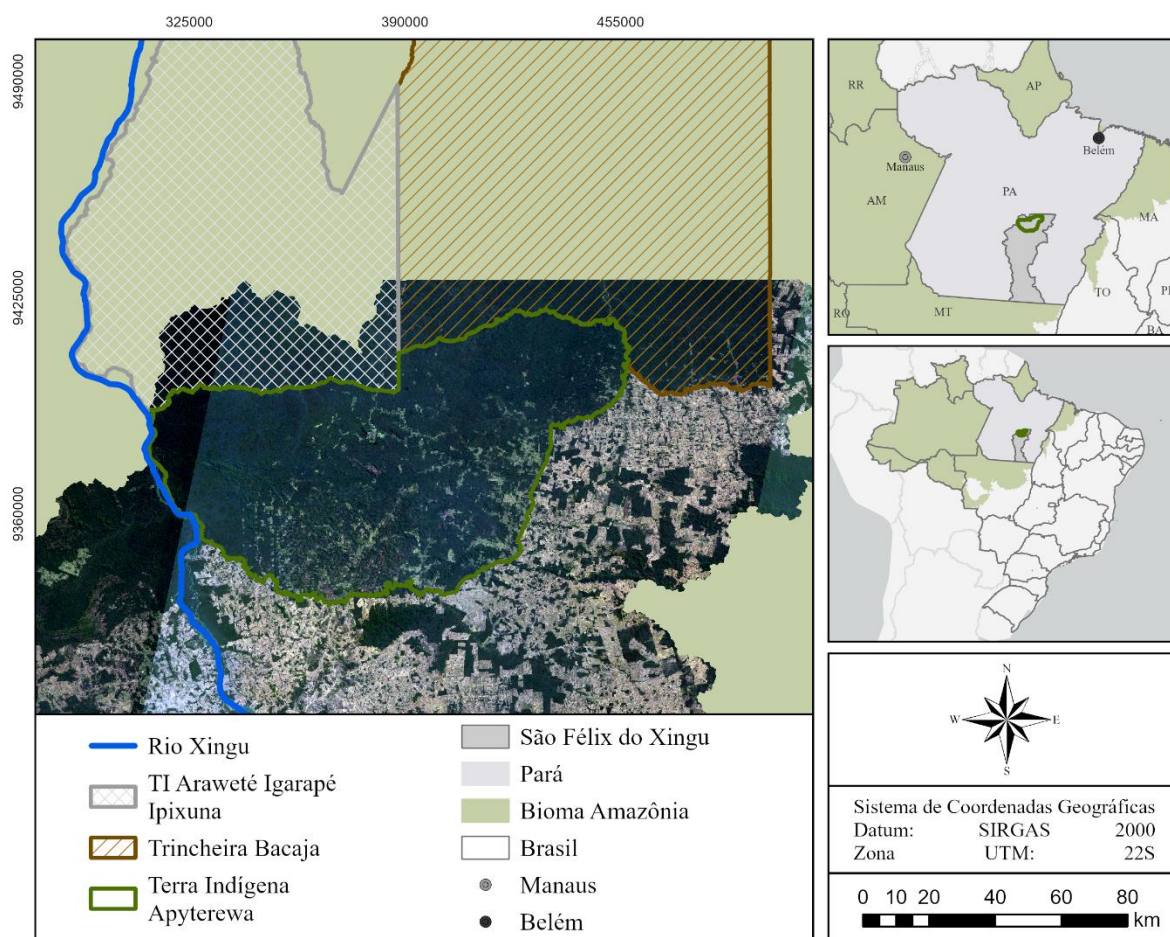 325000 390000 455000
9490000
9425000
9360000
RR
AP
Belém
Manaus
PA
AM
MA
TO
RO
MT
BA
Rio Xingu
TI Araweté Igarapé
Ipixuna
Trincheira Bacaja
Terra Indígena
Apyterewa
São Félix do Xingu
Pará
Bioma Amazônia
Brasil
Manaus
Belém
N
W E
S
Sistema de Coordenadas Geográficas
Datum: SIRGAS 2000
Zona UTM: 22S
0 10 20 40 60 80
km